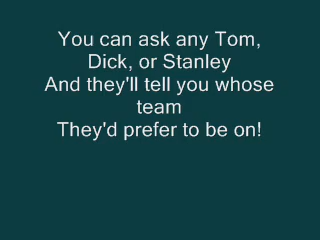 You can ask any Tom,
Dick, or Stanley
And they'll tell you whose
team
They'd prefer to be on!